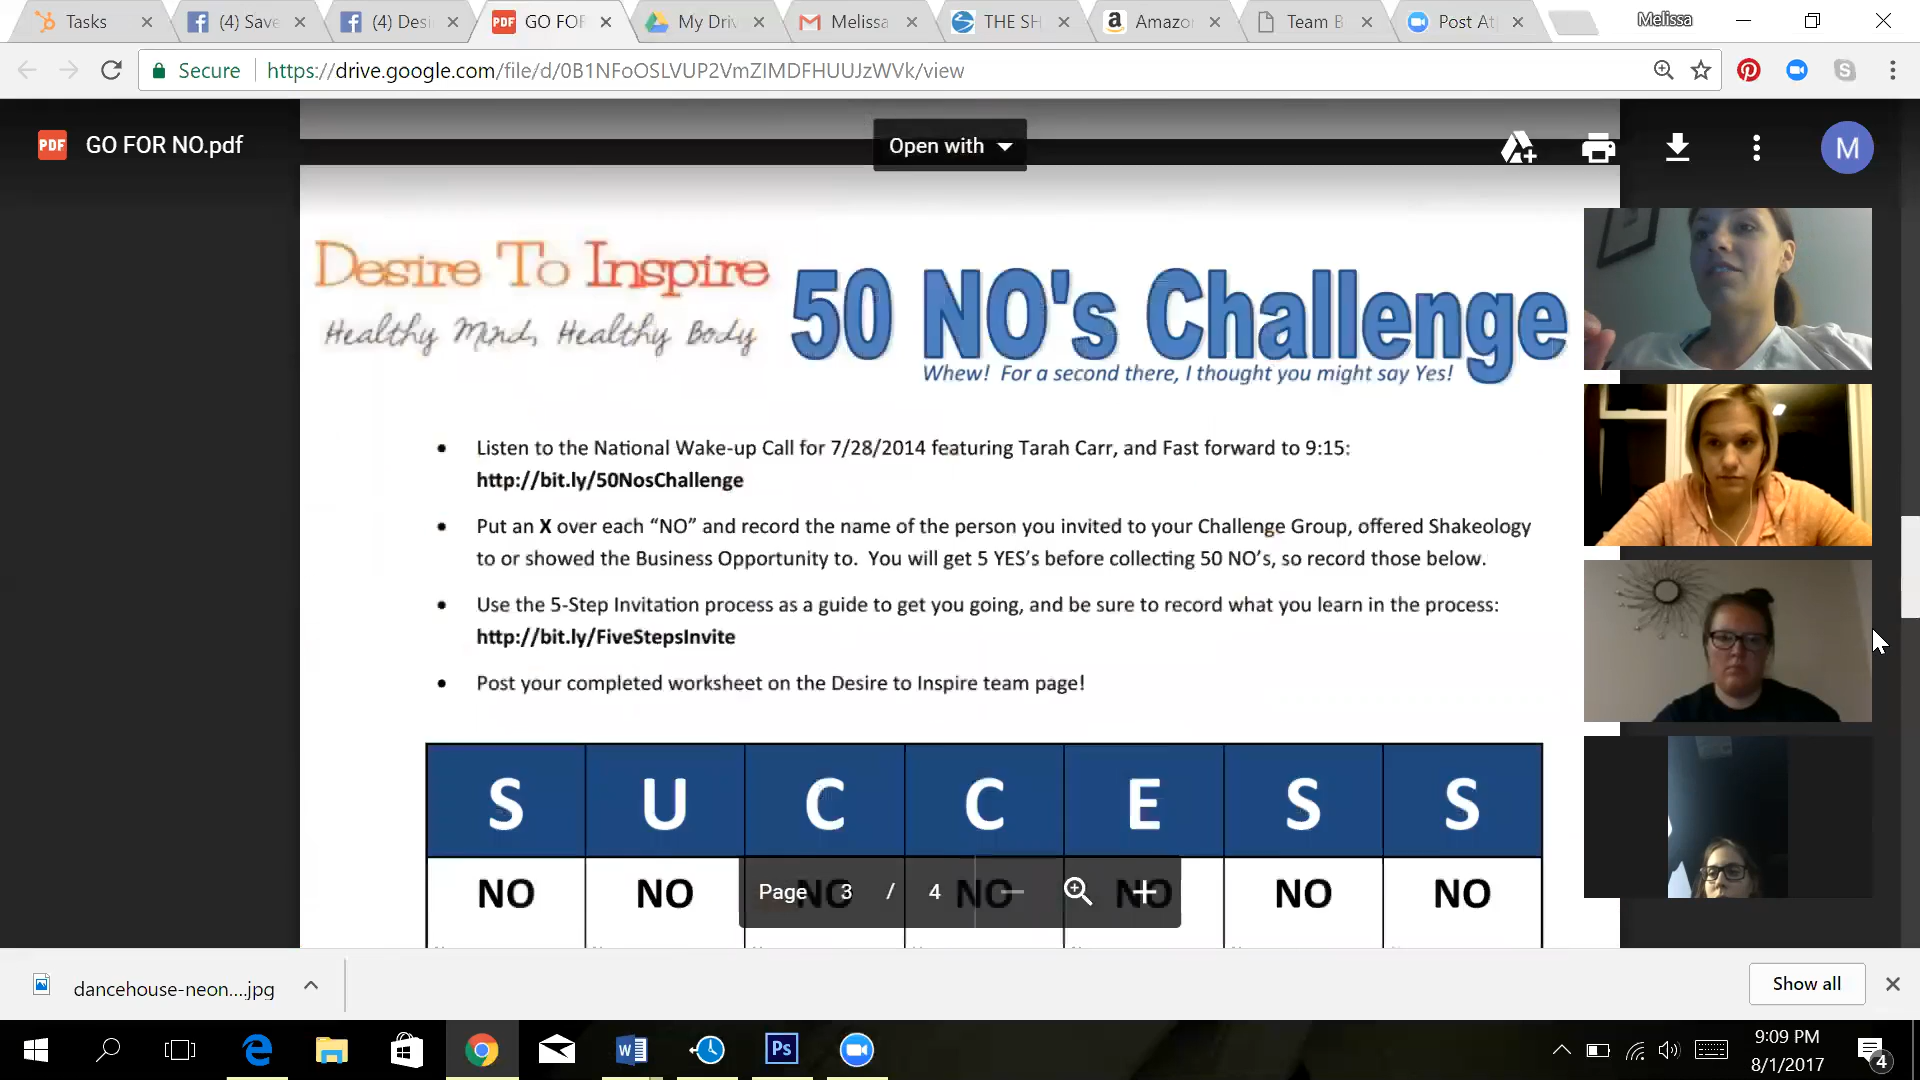 Tasks
(4) Save
(4) Desi
PDF GO FOR
My Driv
Melissa
THE SH
Amazo
Team B
Post At
Melissa
Secure
https://drive.google.com/file/d/0B1NFoOSLVUP2VmZIMDFHUUJzWVk/view
PDF GO FOR NO.pdf
Open with
M
Desire To Inspire
Healthy Mind, Healthy Body
50 NO's Challenge
Whew! For a second there, I thought you might say Yes!
• Listen to the National Wake-up Call for 7/28/2014 featuring Tarah Carr, and Fast forward to 9:15:
http://bit.ly/50NosChallenge
• Put an X over each “NO” and record the name of the person you invited to your Challenge Group, offered Shakeology
to or showed the Business Opportunity to. You will get 5 YES’s before collecting 50 NO’s, so record those below.
• Use the 5-Step Invitation process as a guide to get you going, and be sure to record what you learn in the process:
http://bit.ly/FiveStepsInvite
• Post your completed worksheet on the Desire to Inspire team page!
S U C C E S S
NO NO NO NO NO NO NO
Page 3 / 4
dancehouse-neon....jpg
Show all
Ps
9:09 PM
8/1/2017
4